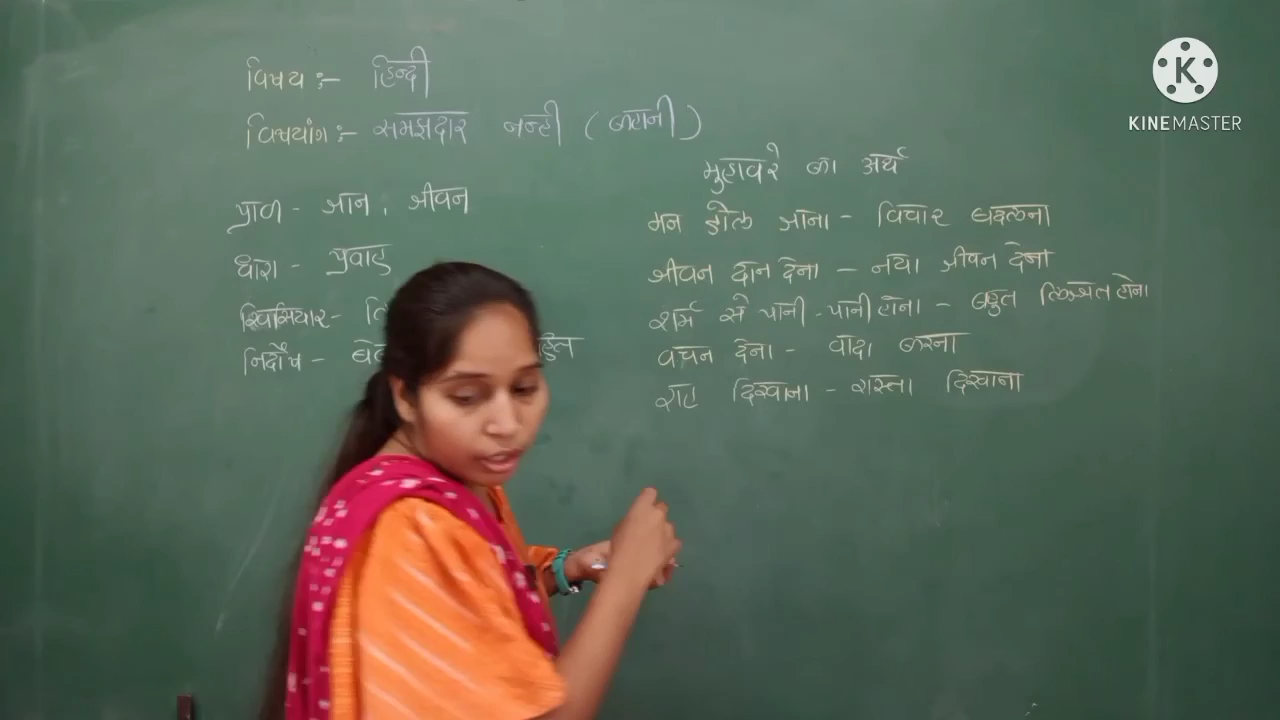 विषय :- हिन्दी
विषयांग :- समझदार नन्ही ( कहानी )
प्राण - जान, जीवन
धारा - प्रवाह
निर्दोष -
मुहावरे का अर्थ
मन डोल जाना - विचार बदलना
जीवन दान देना - नया जीवन देना
शर्म से पानी-पानी होना - बहुत लज्जित होना
वचन देना - वादा करना
राह दिखाना - रास्ता दिखाना
K
KINEMASTER